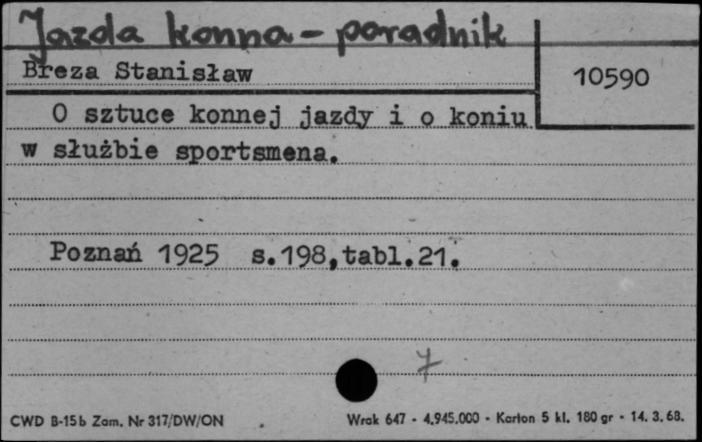 Jazda konna - poradnik
Breza Stanisław
10590
O sztuce konnej jazdy i o koniu
w służbie sportsmena.
Poznań 1925 s.198,tabl.21.
7
CWD B-15b Zam. Nr 317/DW/ON
Wrak 647 - 4.945.000 - Karton 5 kl. 180 gr - 14. 3. 68.